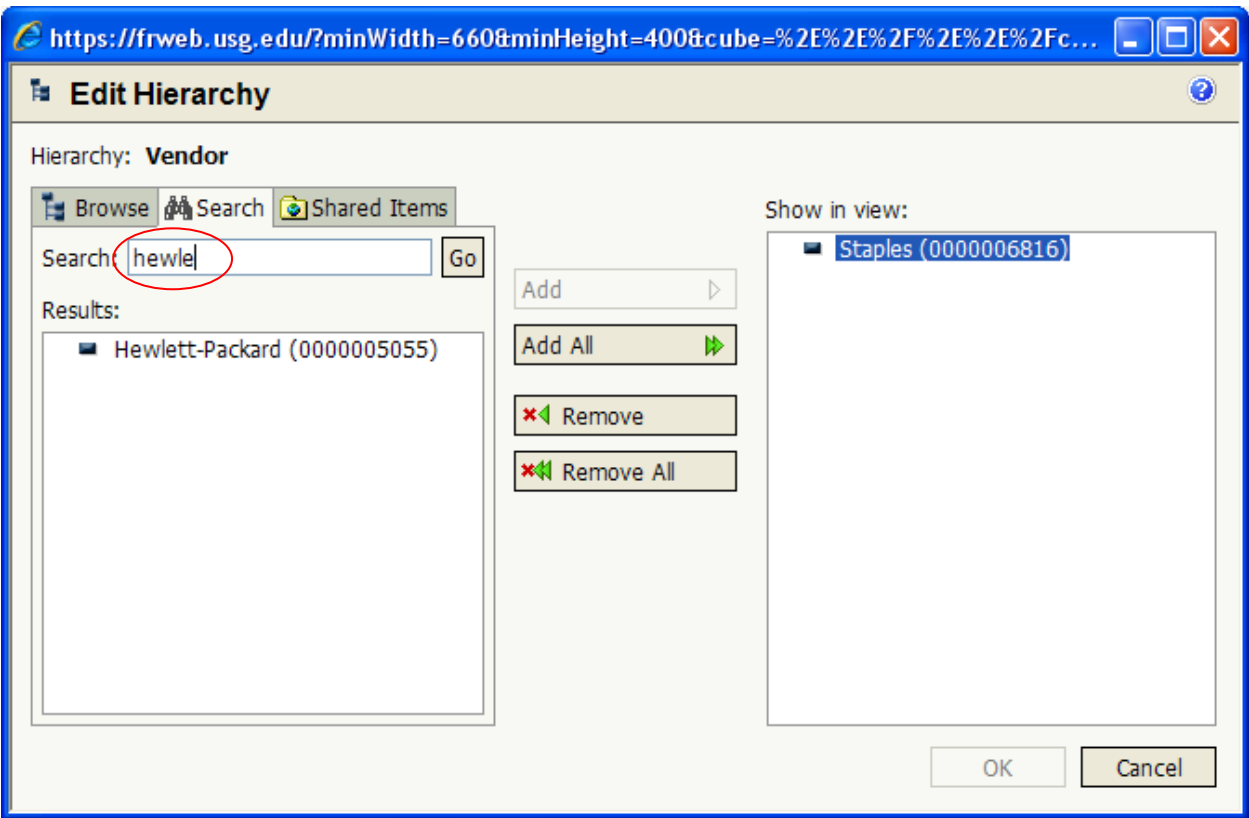 https://frweb.usg.edu/?minWidth=660&minHeight=400&cube=%2E%2E%2F%2E%2E%2Fc...
Edit Hierarchy
Hierarchy: Vendor
Browse Search Shared Items
Show in view:
Search: hewle Go
Staples (0000006816)
Add
Results:
Hewlett-Packard (0000005055)
Add All
Remove
Remove All
OK Cancel